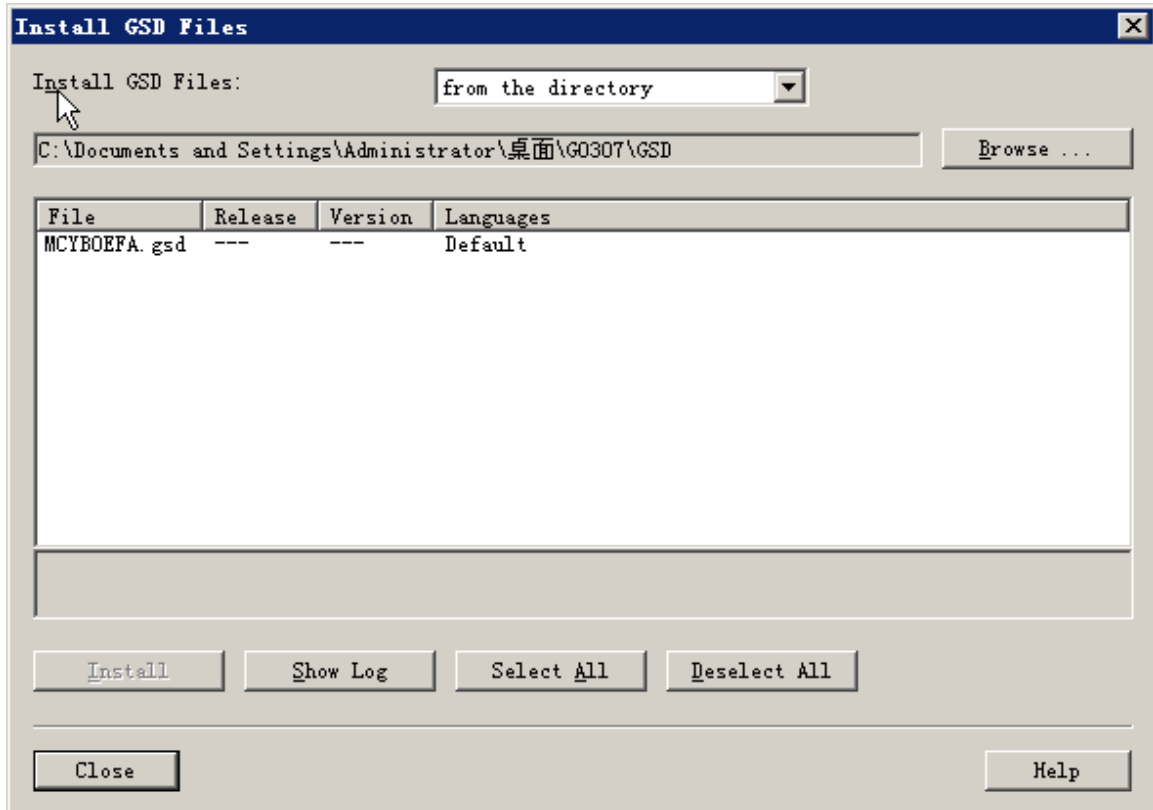 Install GSD Files
Install GSD Files: from the directory
C:\Documents and Settings\Administrator\桌面\G0307\GSD Browse ...
File Release Version Languages
MCYBOEFA.gsd --- --- Default
Install Show Log Select All Deselect All
Close Help